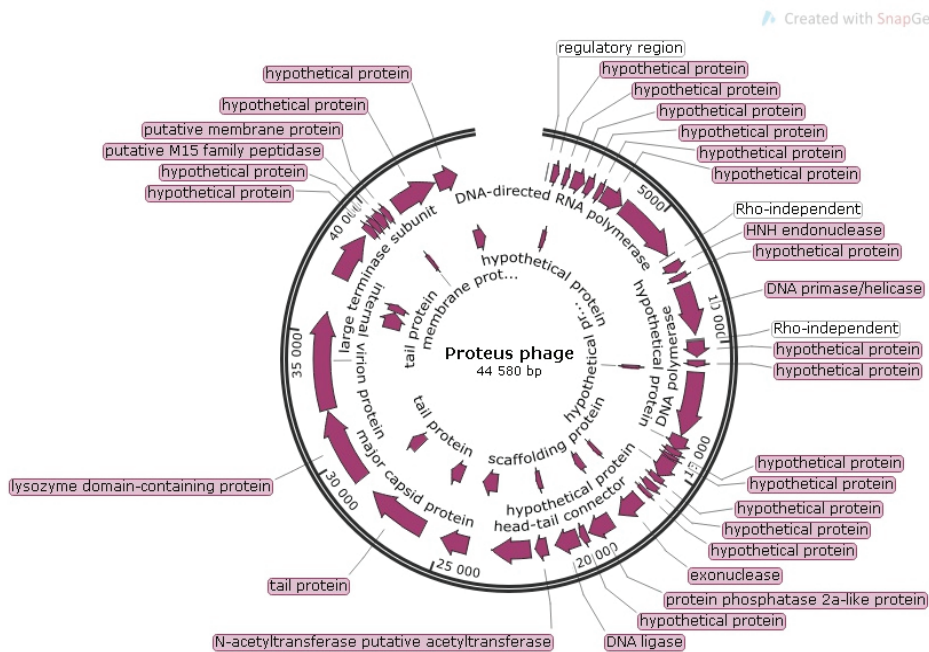 Created with SnapGe
regulatory region
hypothetical protein
hypothetical protein
hypothetical protein
hypothetical protein
hypothetical protein
hypothetical protein
Rho-independent
HNH endonuclease
hypothetical protein
DNA primase/helicase
Rho-independent
hypothetical protein
hypothetical protein
hypothetical protein
hypothetical protein
hypothetical protein
hypothetical protein
hypothetical protein
exonuclease
protein phosphatase 2a-like protein
hypothetical protein
DNA ligase
N-acetyltransferase putative acetyltransferase
tail protein
lysozyme domain-containing protein
hypothetical protein
hypothetical protein
putative M15 family peptidase
putative membrane protein
hypothetical protein
hypothetical protein
5000
10 000
15 000
20 000
25 000
30 000
35 000
40 000
DNA-directed RNA polymerase
hypothetical protein
DNA polymerase
hypothetical protein
head-tail connector
major capsid protein
internal virion protein
large terminase subunit
hypothetical protein
hypothetical pr...
scaffolding protein
tail protein
tail protein
membrane prot...
Proteus phage
44 580 bp